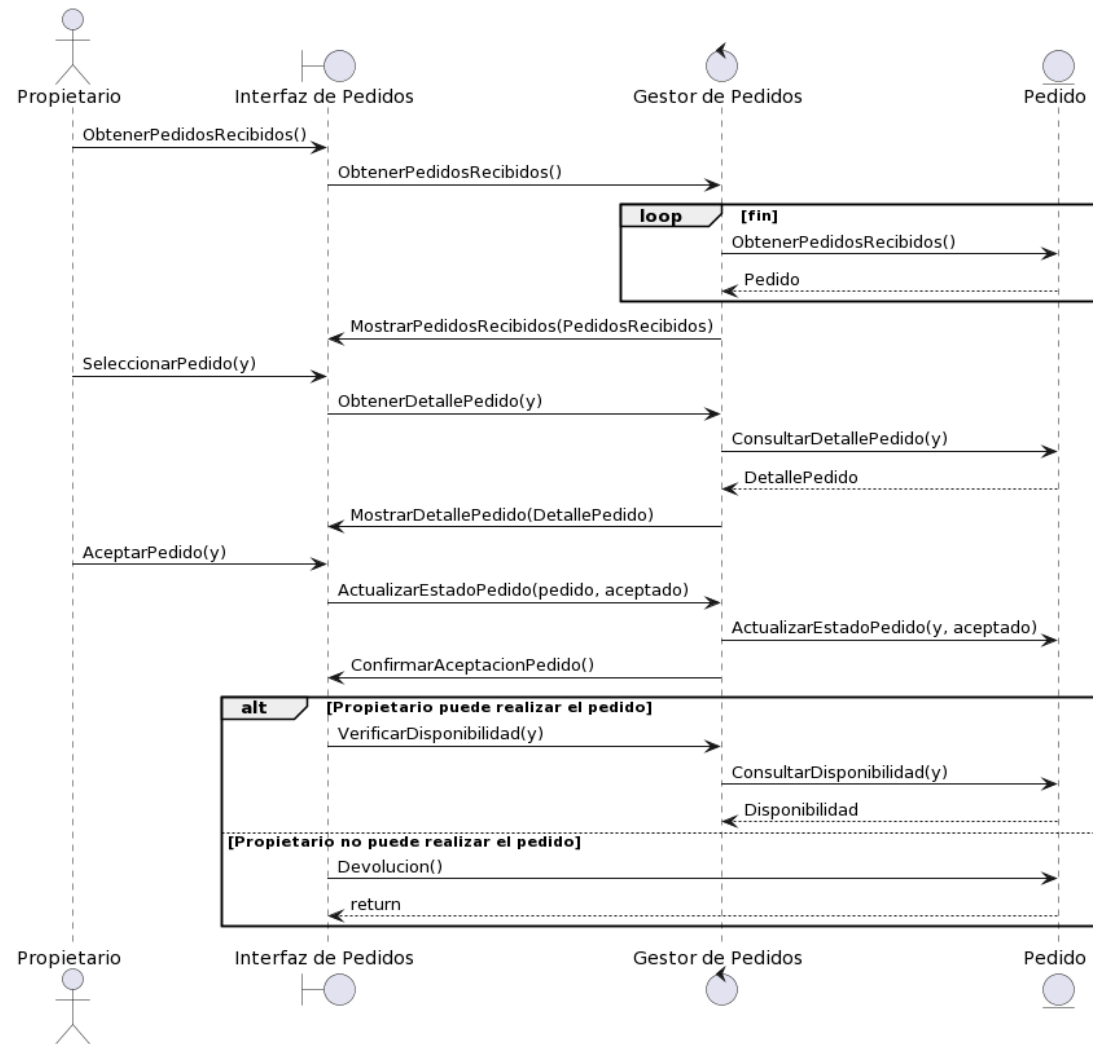 Propietario
Interfaz de Pedidos
Gestor de Pedidos
Pedido
ObtenerPedidosRecibidos()
ObtenerPedidosRecibidos()
loop
[fin]
ObtenerPedidosRecibidos()
Pedido
MostrarPedidosRecibidos(PedidosRecibidos)
SeleccionarPedido(y)
ObtenerDetallePedido(y)
ConsultarDetallePedido(y)
DetallePedido
MostrarDetallePedido(DetallePedido)
AceptarPedido(y)
ActualizarEstadoPedido(pedido, aceptado)
ActualizarEstadoPedido(y, aceptado)
ConfirmarAceptacionPedido()
alt
[Propietario puede realizar el pedido]
VerificarDisponibilidad(y)
ConsultarDisponibilidad(y)
Disponibilidad
[Propietario no puede realizar el pedido]
Devolucion()
return
Propietario
Interfaz de Pedidos
Gestor de Pedidos
Pedido